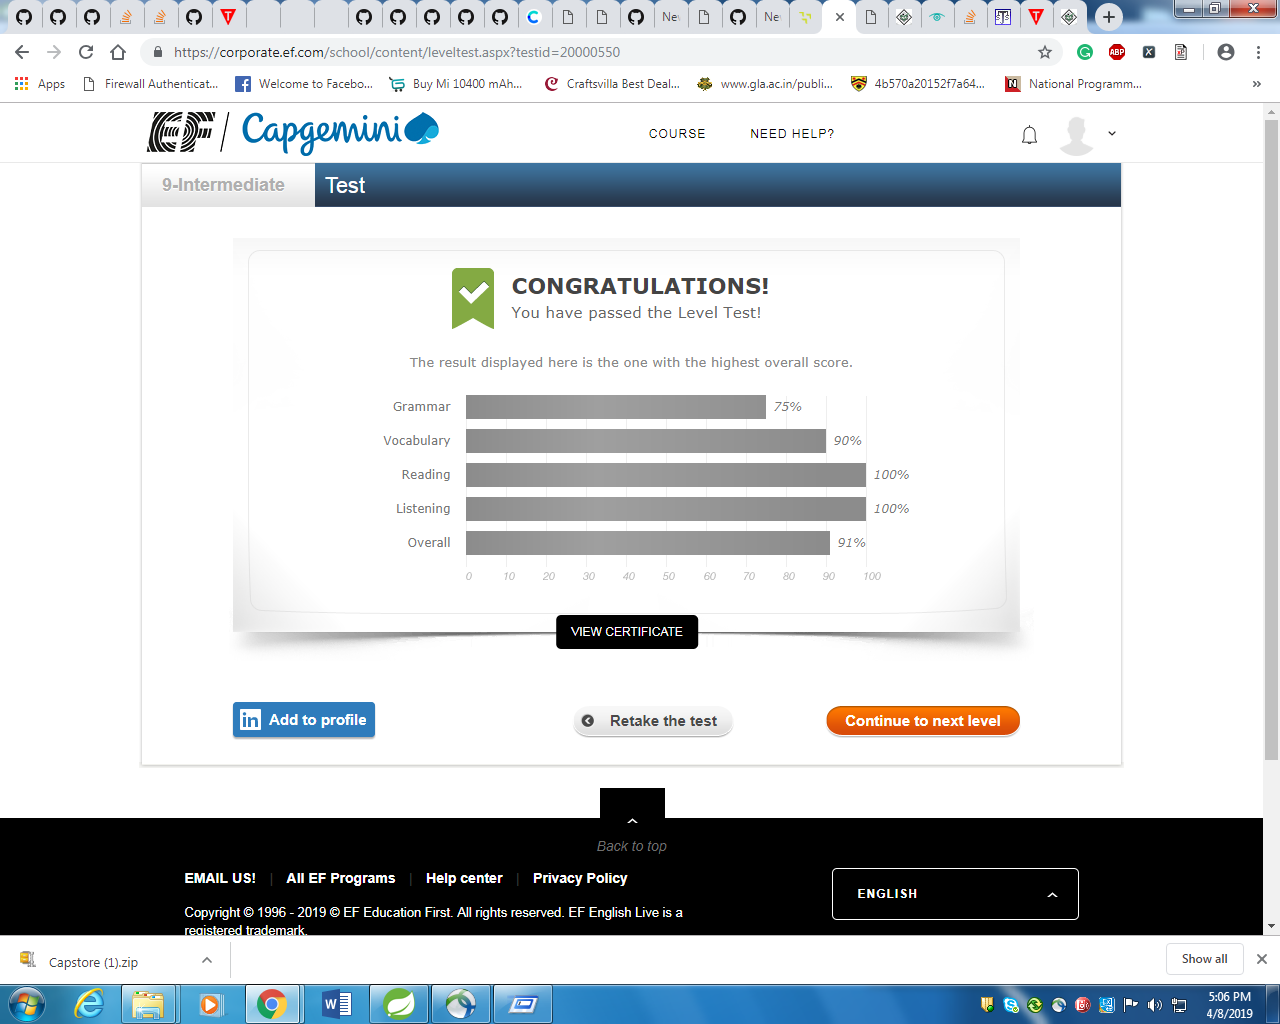 Ne
Ne
https://corporate.ef.com/school/content/leveltest.aspx?testid=20000550
ABP
X
Apps
Firewall Authenticat...
Welcome to Facebo...
Buy Mi 10400 mAh...
Craftsvilla Best Deal...
www.gla.ac.in/publi...
4b570a20152f7a64...
National Programm...
»
EF
Capgemini
COURSE
NEED HELP?
9-Intermediate
Test
CONGRATULATIONS!
You have passed the Level Test!
The result displayed here is the one with the highest overall score.
Grammar 75%
Vocabulary 90%
Reading 100%
Listening 100%
Overall 91%
0 10 20 30 40 50 60 70 80 90 100
VIEW CERTIFICATE
in Add to profile
Retake the test
Continue to next level
Back to top
EMAIL US! | All EF Programs | Help center | Privacy Policy
Copyright © 1996 - 2019 © EF Education First. All rights reserved. EF English Live is a
registered trademark.
ENGLISH
Capstore (1).zip
Show all
5:06 PM
4/8/2019